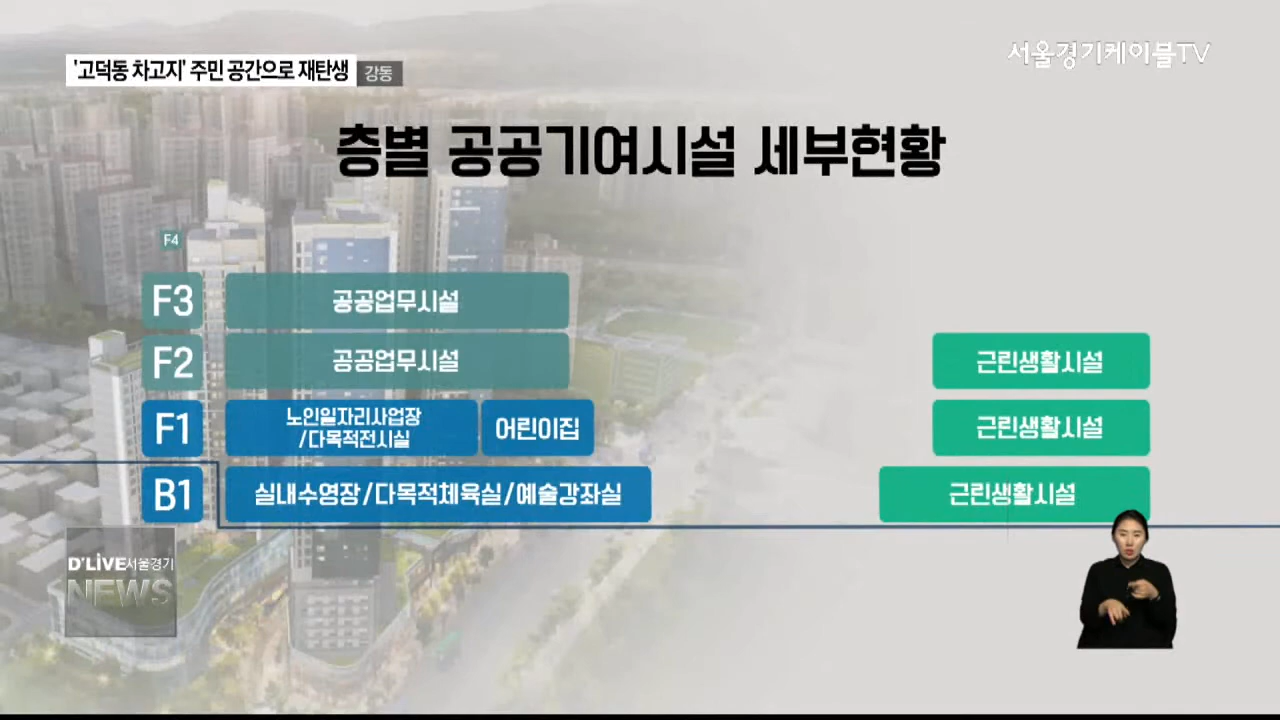 '고덕동 차고지' 주민 공간으로 재탄생 강동
서울경기케이블TV
층별 공공기여시설 세부현황
F4
F3 공공업무시설
F2 공공업무시설 근린생활시설
F1 노인일자리사업장
/다목적전시실 어린이집 근린생활시설
B1 실내수영장/다목적체육실/예술강좌실 근린생활시설
D'LIVE서울경기
NEWS